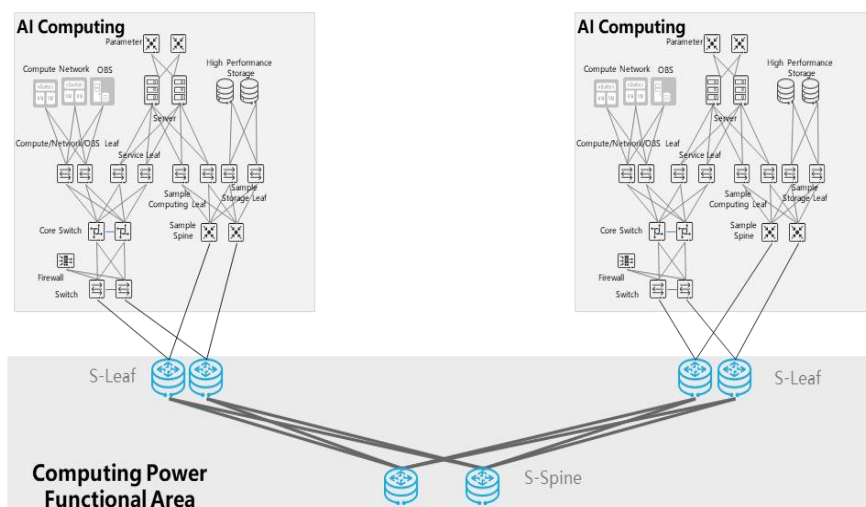 AI Computing
Parameter
Compute Network OBS
High Performance
Storage
Server
Compute/Network/OBS Leaf
Service Leaf
Sample
Computing Leaf
Sample
Storage Leaf
Core Switch
Sample
Spine
Firewall
Switch
AI Computing
Parameter
Compute Network OBS
High Performance
Storage
Server
Compute/Network/OBS Leaf
Service Leaf
Sample
Computing Leaf
Sample
Storage Leaf
Core Switch
Sample
Spine
Firewall
Switch
S-Leaf
S-Leaf
S-Spine
Computing Power
Functional Area